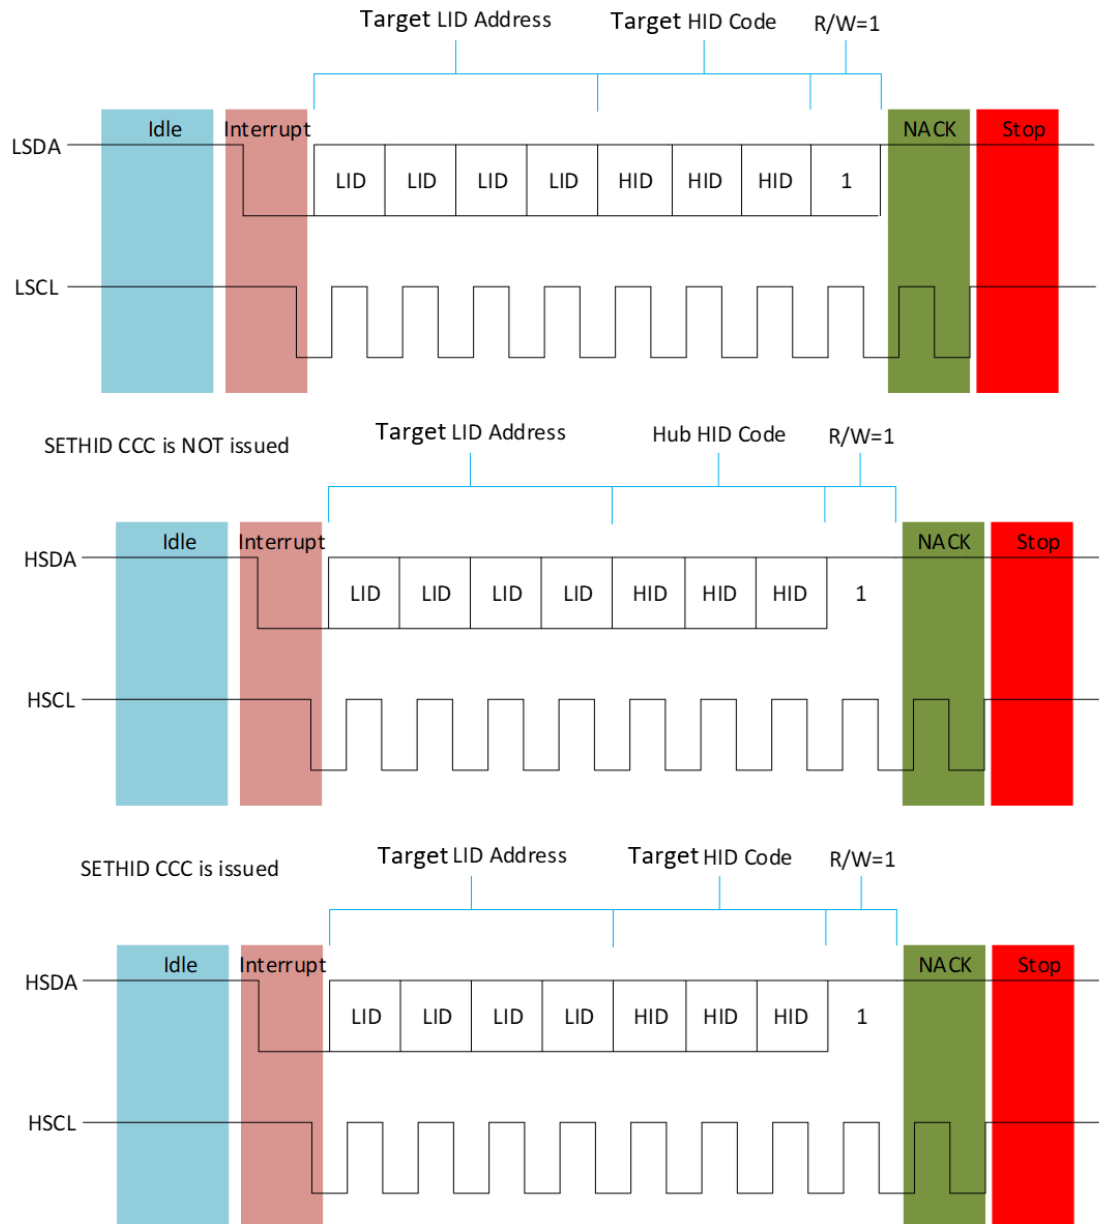 Target LID Address Target HID Code R/W=1
Idle Interrupt NACK Stop
LSDA
LID LID LID LID HID HID HID 1
LSCL
SETHID CCC is NOT issued
Target LID Address Hub HID Code R/W=1
Idle Interrupt NACK Stop
HSDA
LID LID LID LID HID HID HID 1
HSCL
SETHID CCC is issued
Target LID Address Target HID Code R/W=1
Idle Interrupt NACK Stop
HSDA
LID LID LID LID HID HID HID 1
HSCL